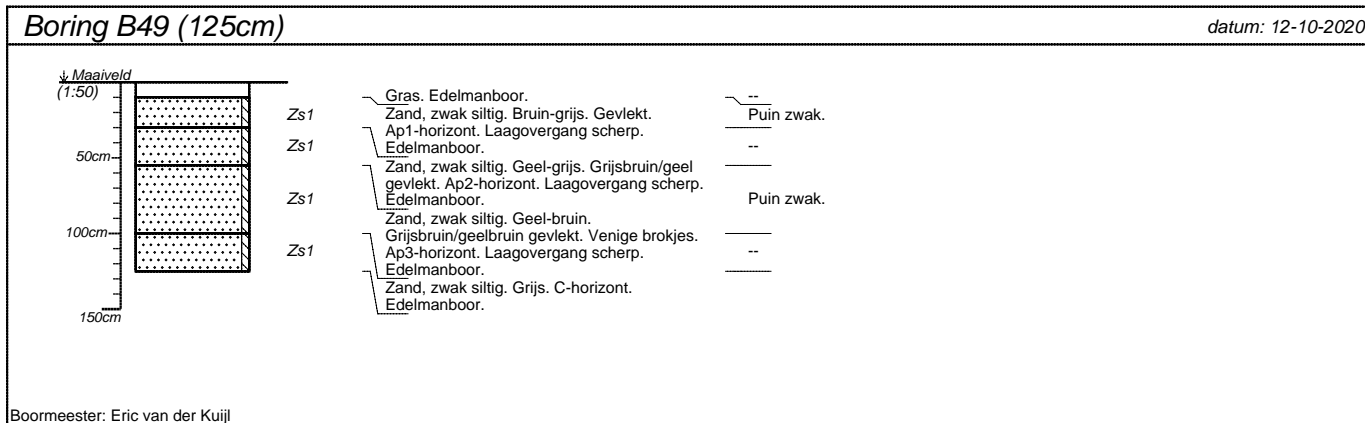 Boring B49 (125cm)
datum: 12-10-2020
Maaiveld
(1:50)
50cm
100cm
150cm
Zs1
Zs1
Zs1
Zs1
Gras. Edelmanboor.
Zand, zwak siltig. Bruin-grijs. Gevlekt.
Ap1-horizont. Laagovergang scherp.
Edelmanboor.
Zand, zwak siltig. Geel-grijs. Grijsbruin/geel
gevlekt. Ap2-horizont. Laagovergang scherp.
Edelmanboor.
Zand, zwak siltig. Geel-bruin.
Grijsbruin/geelbruin gevlekt. Venige brokjes.
Ap3-horizont. Laagovergang scherp.
Edelmanboor.
Zand, zwak siltig. Grijs. C-horizont.
Edelmanboor.
--
Puin zwak.
--
Puin zwak.
--
Boormeester: Eric van der Kuijl